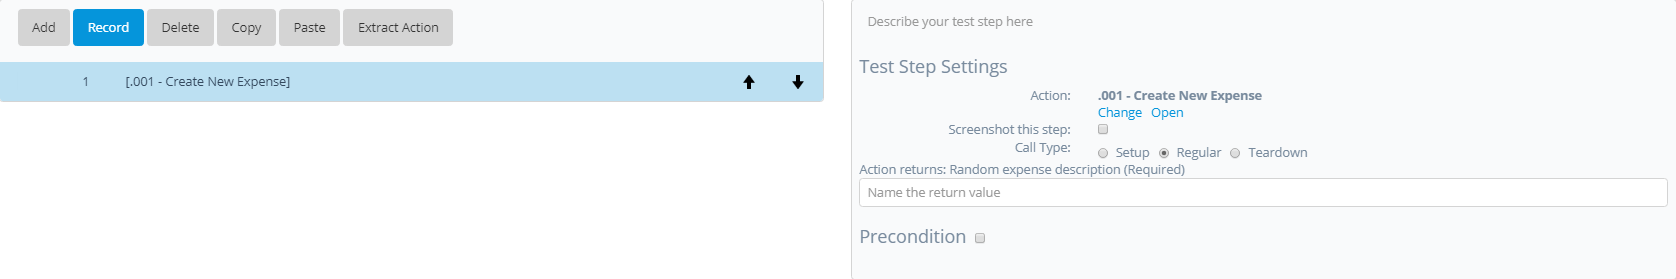 Add Record Delete Copy Paste Extract Action
1 [.001 - Create New Expense]
Describe your test step here
Test Step Settings
Action: .001 - Create New Expense
Change Open
Screenshot this step:
Call Type: Setup Regular Teardown
Action returns: Random expense description (Required)
Name the return value
Precondition